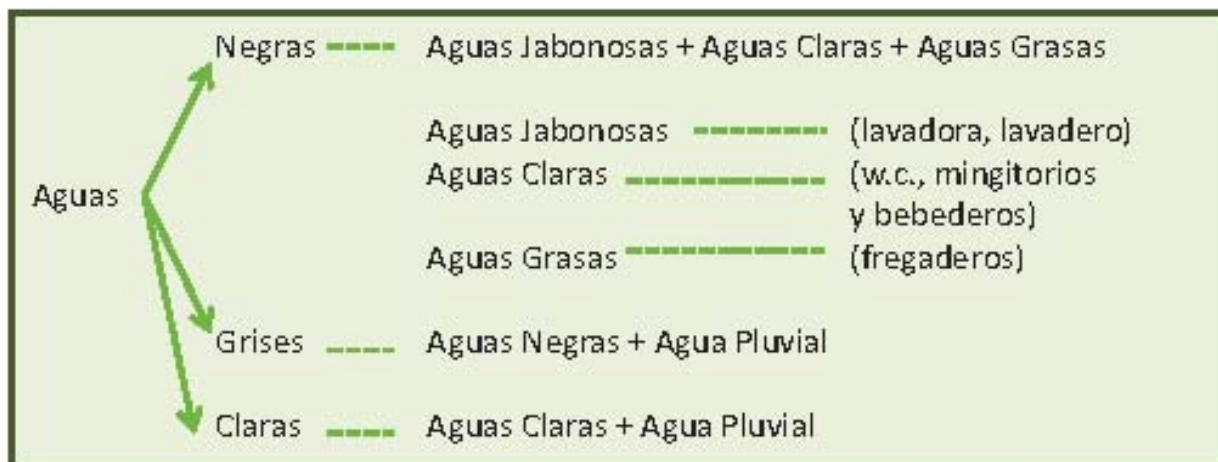 Negras Aguas Jabonosas + Aguas Claras + Aguas Grasas
Aguas Jabonosas (lavadora, lavadero)
Aguas Aguas Claras (w.c., mingitorios
y bebederos)
Aguas Grasas (fregaderos)
Grises Aguas Negras + Agua Pluvial
Claras Aguas Claras + Agua Pluvial